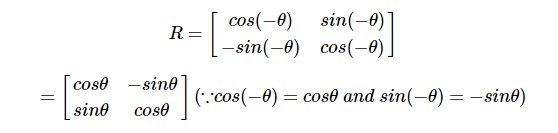 R = [ cos(−θ) sin(−θ)
−sin(−θ) cos(−θ) ]
= [ cosθ −sinθ
sinθ cosθ ] (∵cos(−θ) = cosθ and sin(−θ) = −sinθ)